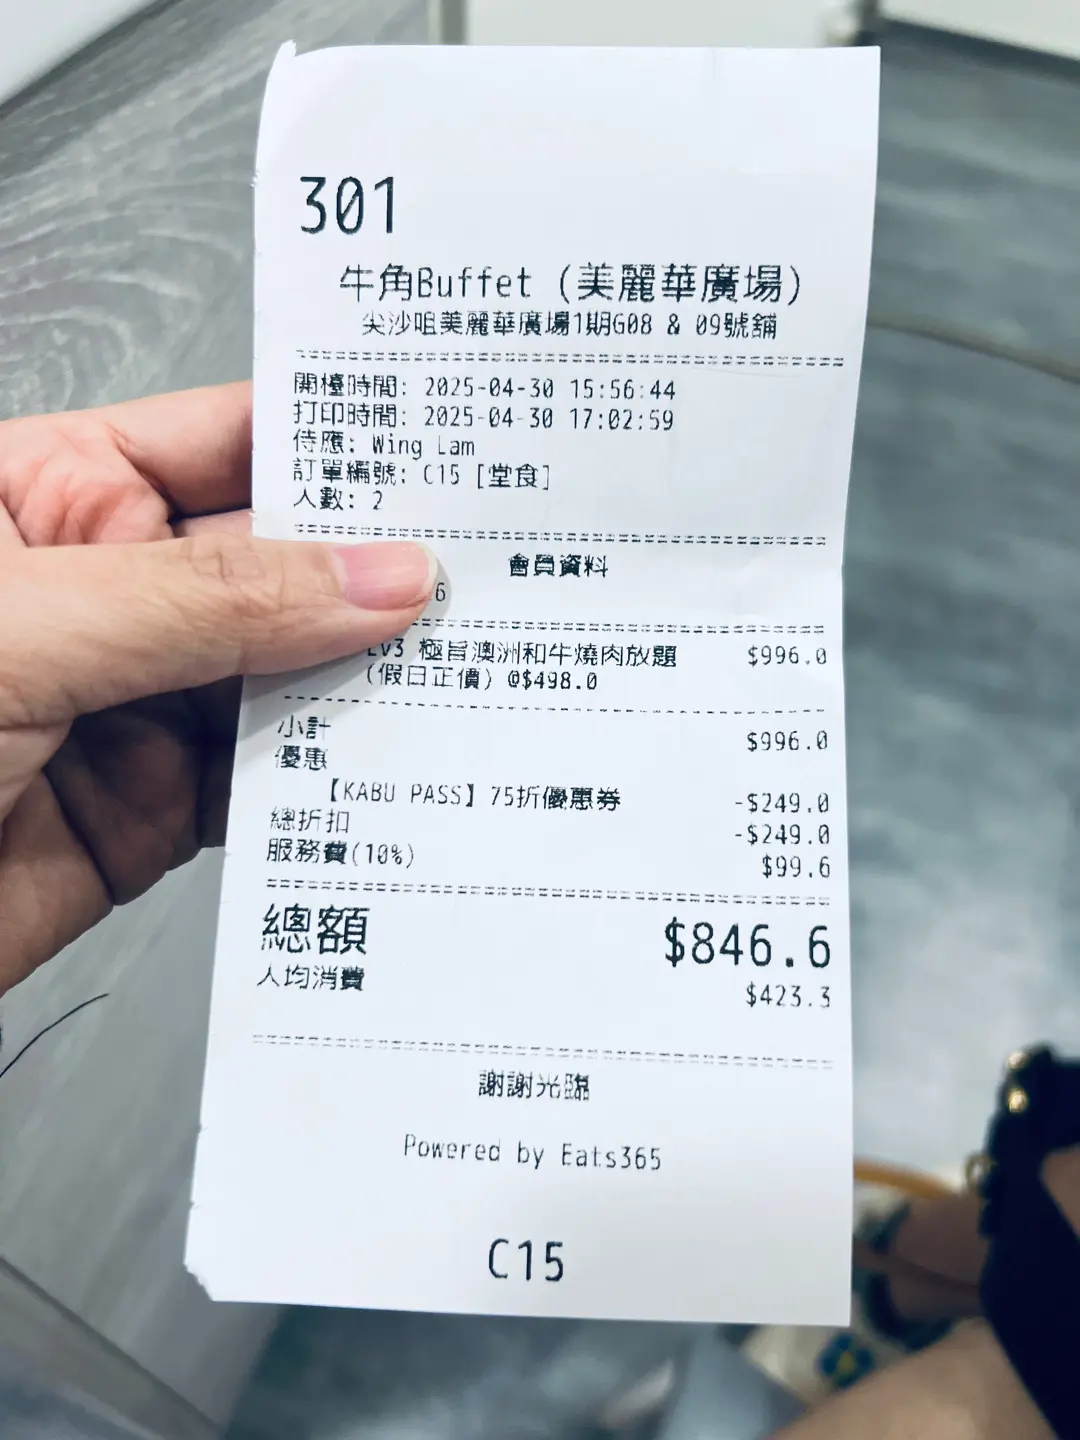 301
牛角Buffet (美麗華廣場)
尖沙咀美麗華廣場1期G08 & 09號舖
開檯時間: 2025-04-30 15:56:44
打印時間: 2025-04-30 17:02:59
侍應: Wing Lam
訂單編號: C15 [堂食]
人數: 2
會員資料
6
Lv3 極旨澳洲和牛燒肉放題 $996.0
(假日正價) @$498.0
小計 $996.0
優惠
【KABU PASS】75折優惠券 -$249.0
總折扣 -$249.0
服務費(10%) $99.6
總額 $846.6
人均消費 $423.3
謝謝光臨
Powered by Eats365
C15